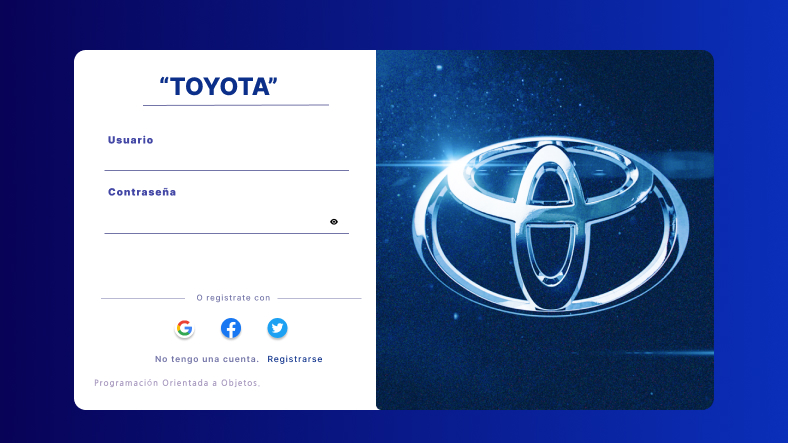 “TOYOTA”
Usuario
Contraseña
O registrate con
No tengo una cuenta. Registrarse
Programación Orientada a Objetos.